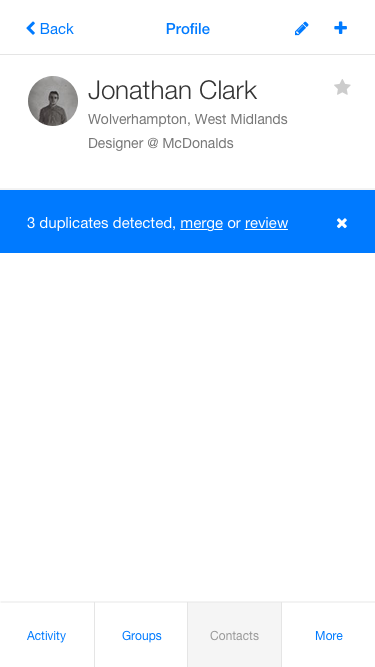 Back Profile
Jonathan Clark
Wolverhampton, West Midlands
Designer @ McDonalds
3 duplicates detected, merge or review
Activity Groups Contacts More